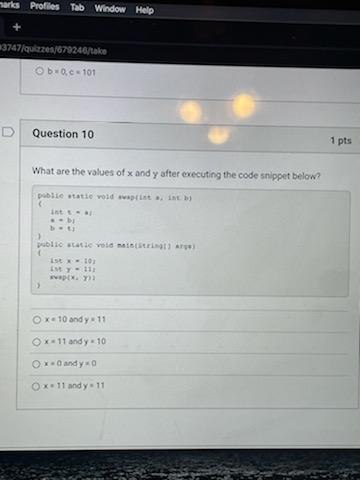 marks Profiles Tab Window Help
+
3747/quizzes/679246/take
b = 0, c = 101
Question 10
1 pts
What are the values of x and y after executing the code snippet below?
public static void swap(int a, int b)
{
int t = a;
a = b;
b = t;
}
public static void main(String[] args)
{
int x = 10;
int y = 11;
swap(x, y);
}
x = 10 and y = 11
x = 11 and y = 10
x = 0 and y = 0
x = 11 and y = 11